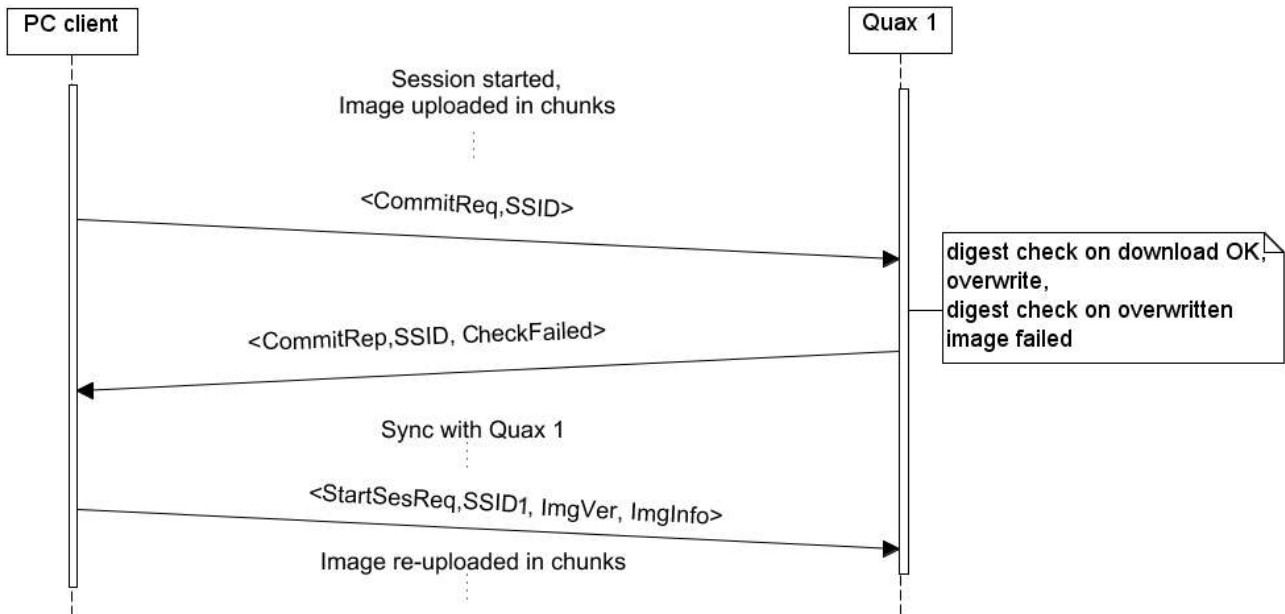 PC client
Quax 1
Session started,
Image uploaded in chunks
<CommitReq,SSID>
digest check on download OK,
overwrite,
digest check on overwritten
image failed
<CommitRep,SSID, CheckFailed>
Sync with Quax 1
<StartSesReq,SSID1, ImgVer, ImgInfo>
Image re-uploaded in chunks